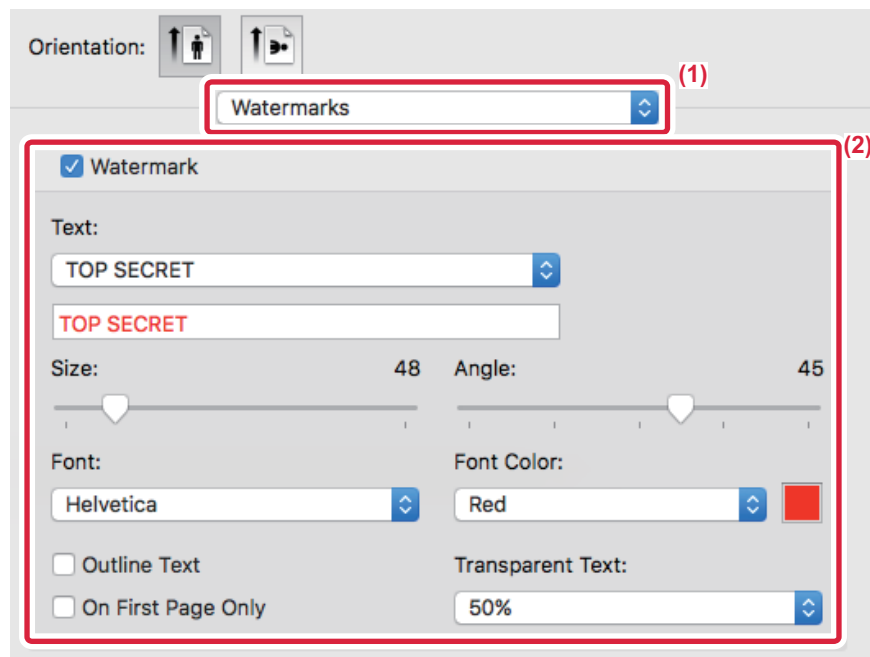 Orientation:
(1)
Watermarks
(2)
Watermark
Text:
TOP SECRET
TOP SECRET
Size: 48 Angle: 45
Font: Font Color:
Helvetica Red
Outline Text Transparent Text:
On First Page Only 50%